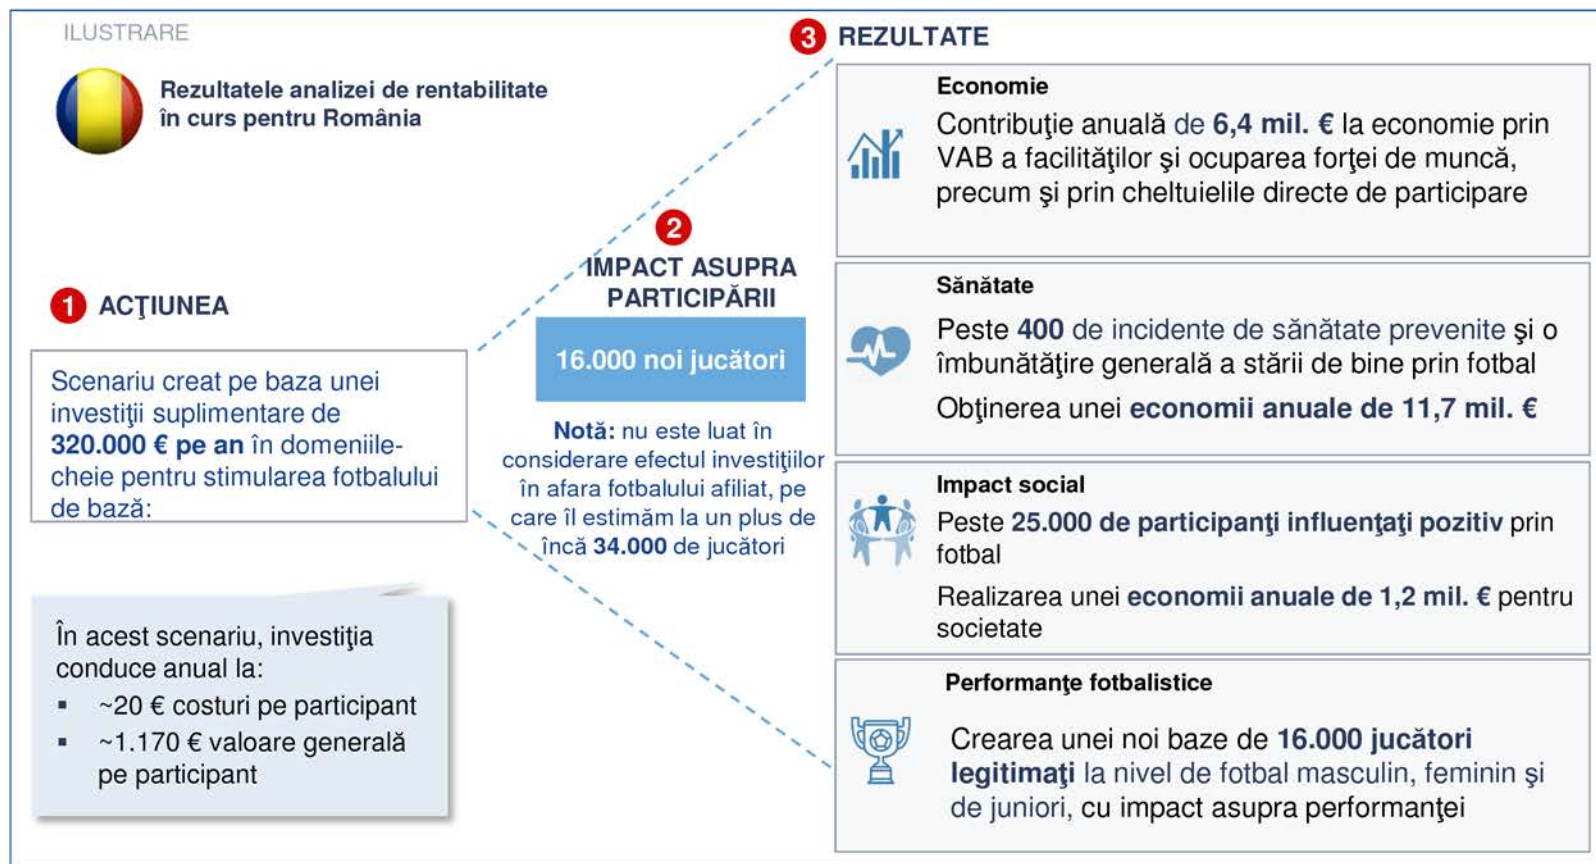 ILUSTRARE
Rezultatele analizei de rentabilitate
în curs pentru România
1 ACŢIUNEA
Scenariu creat pe baza unei
investiţii suplimentare de
320.000 € pe an în domeniile-
cheie pentru stimularea fotbalului
de bază:
În acest scenariu, investiţia
conduce anual la:
▪ ~20 € costuri pe participant
▪ ~1.170 € valoare generală
pe participant
2
IMPACT ASUPRA
PARTICIPĂRII
16.000 noi jucători
Notă: nu este luat în
considerare efectul investiţiilor
în afara fotbalului afiliat, pe
care îl estimăm la un plus de
încă 34.000 de jucători
3 REZULTATE
Economie
Contribuţie anuală de 6,4 mil. € la economie prin
VAB a facilităţilor şi ocuparea forţei de muncă,
precum şi prin cheltuielile directe de participare
Sănătate
Peste 400 de incidente de sănătate prevenite şi o
îmbunătăţire generală a stării de bine prin fotbal
Obţinerea unei economii anuale de 11,7 mil. €
Impact social
Peste 25.000 de participanţi influenţaţi pozitiv prin
fotbal
Realizarea unei economii anuale de 1,2 mil. € pentru
societate
Performanţe fotbalistice
Crearea unei noi baze de 16.000 jucători
legitimaţi la nivel de fotbal masculin, feminin şi
de juniori, cu impact asupra performanţei